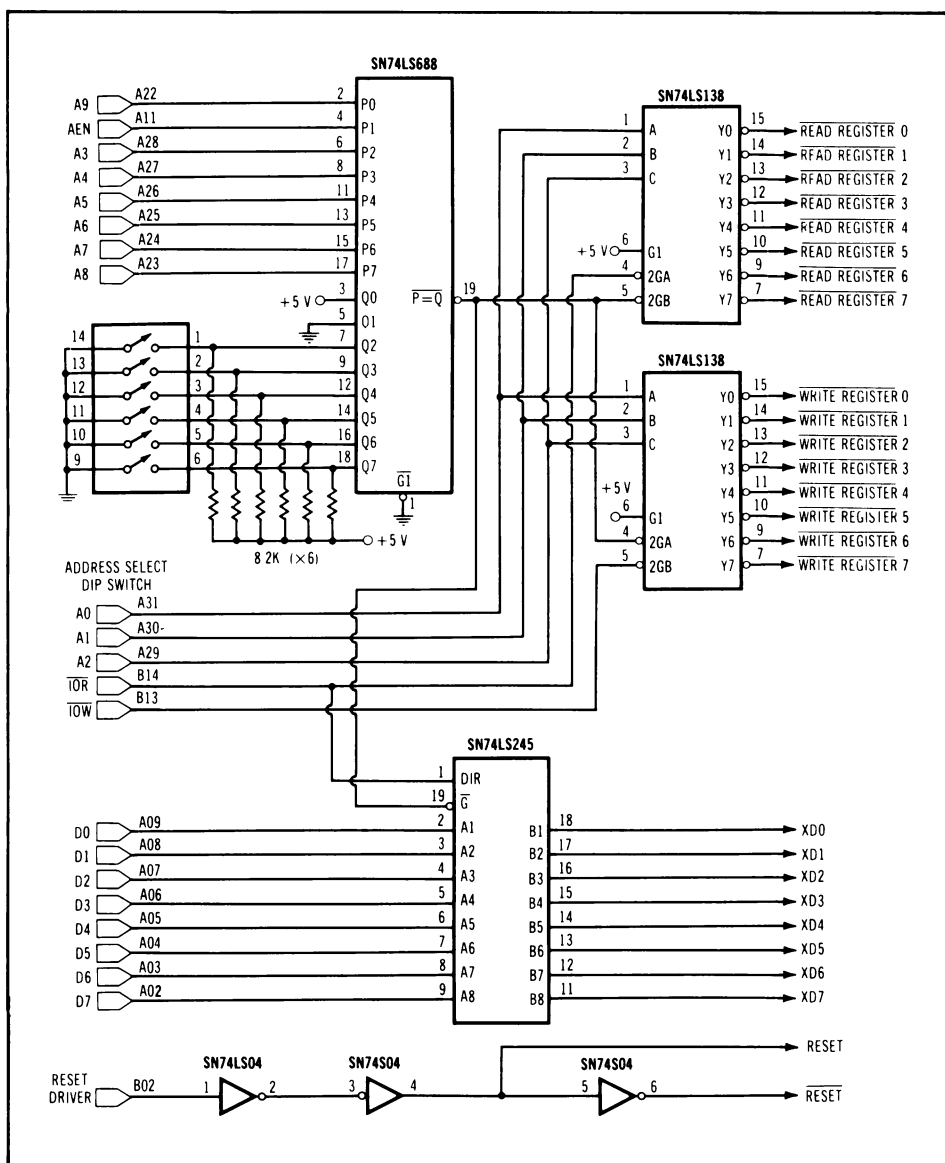 SN74LS688
A9 A22 2 P0
AEN A11 4 P1
A3 A28 6 P2
A4 A27 8 P3
A5 A26 11 P4
A6 A25 13 P5
A7 A24 15 P6
A8 A23 17 P7
+5 V 3 Q0
5 Q1
14 1 7 Q2
13 2 9 Q3
12 3 12 Q4
11 4 14 Q5
10 5 16 Q6
9 6 18 Q7
P=Q 19
G1
1
8 2K (×6)
+5 V
ADDRESS SELECT
DIP SWITCH
SN74LS138
1 A Y0 15 READ REGISTER 0
2 B Y1 14 RFAD REGISTER 1
3 C Y2 13 RFAD REGISTER 2
Y3 12 READ REGISTER 3
Y4 11 READ REGISTER 4
+5 V 6 G1 Y5 10 READ REGISTER 5
4 2GA Y6 9 READ REGISTER 6
5 2GB Y7 7 READ REGISTER 7
SN74LS138
1 A Y0 15 WRITE REGISTER 0
2 B Y1 14 WRITE REGISTER 1
3 C Y2 13 WRITE REGISTER 2
Y3 12 WRITE REGISTER 3
+5 V Y4 11 WRITE REGISTER 4
6 G1 Y5 10 WRITE REGISTER 5
4 2GA Y6 9 WRITE REGISTER 6
5 2GB Y7 7 WRITE REGISTER 7
A0 A31
A1 A30-
A2 A29
IOR B14
IOW B13
SN74LS245
1 DIR
19 G
D0 A09 2 A1 B1 18 XD0
D1 A08 3 A2 B2 17 XD1
D2 A07 4 A3 B3 16 XD2
D3 A06 5 A4 B4 15 XD3
D4 A05 6 A5 B5 14 XD4
D5 A04 7 A6 B6 13 XD5
D6 A03 8 A7 B7 12 XD6
D7 A02 9 A8 B8 11 XD7
RESET
SN74LS04 SN74S04 SN74S04
RESET
DRIVER B02 1 2 3 4 5 6 RESET